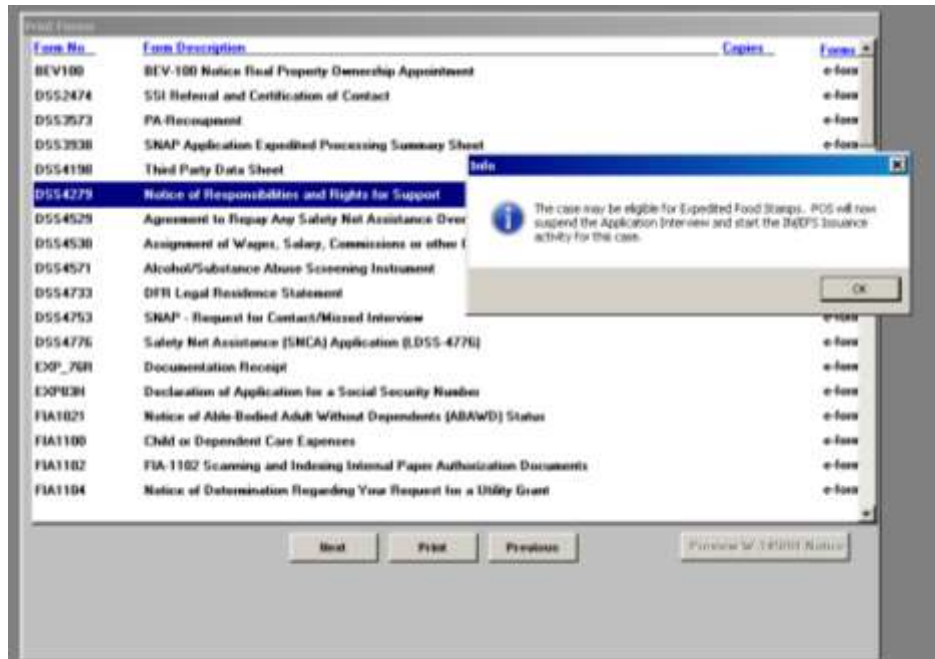 Print Forms
Form No. Form Description Copies Forms
BEV100 BEV-100 Notice Real Property Ownership Appointment e-form
DSS2474 SSI Referral and Certification of Contact e-form
DSS3573 PA-Recoupment e-form
DSS3938 SNAP Application Expedited Processing Summary Sheet e-form
DSS4198 Third Party Data Sheet
DSS4279 Notice of Responsibilities and Rights for Support
DSS4529 Agreement to Repay Any Safety Net Assistance Over
DSS4530 Assignment of Wages, Salary, Commissions or other
DSS4571 Alcohol/Substance Abuse Screening Instrument
DSS4733 DFR Legal Residence Statement
DSS4753 SNAP - Request for Contact/Missed Interview e-form
DSS4776 Safety Net Assistance (SNCA) Application (LDSS-4776) e-form
EXP_76R Documentation Receipt e-form
EXP83H Declaration of Application for a Social Security Number e-form
FIA1021 Notice of Able-Bodied Adult Without Dependents (ABAWD) Status e-form
FIA1100 Child or Dependent Care Expenses e-form
FIA1102 FIA-1102 Scanning and Indexing Internal Paper Authorization Documents e-form
FIA1104 Notice of Determination Regarding Your Request for a Utility Grant e-form
Info
The case may be eligible for Expedited Food Stamps. POS will now
suspend the Application Interview and start the IN/EFS Issuance
activity for this case.
OK
Next Print Previous Preview Notice